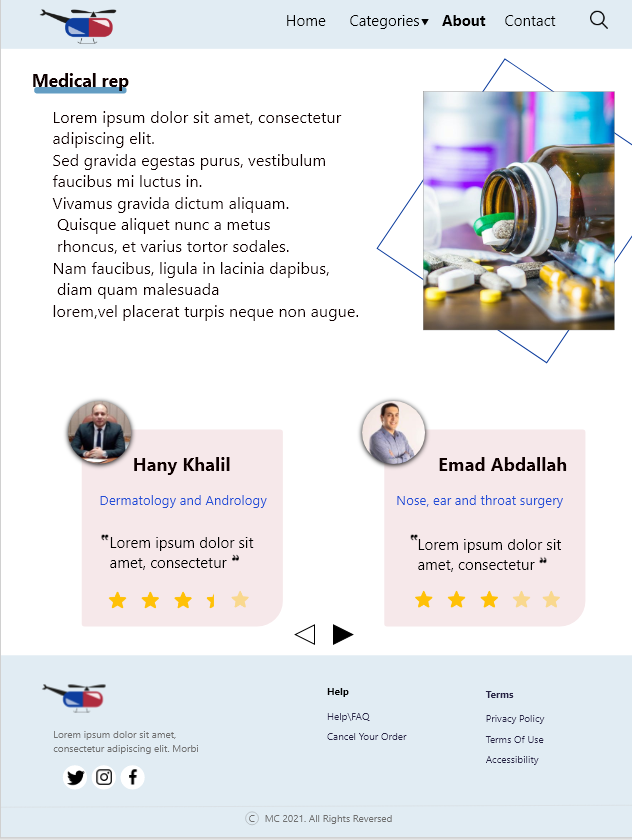 Home Categories▾ About Contact
Medical rep
Lorem ipsum dolor sit amet, consectetur
adipiscing elit.
Sed gravida egestas purus, vestibulum
faucibus mi luctus in.
Vivamus gravida dictum aliquam.
Quisque aliquet nunc a metus
rhoncus, et varius tortor sodales.
Nam faucibus, ligula in lacinia dapibus,
diam quam malesuada
lorem,vel placerat turpis neque non augue.
Hany Khalil
Dermatology and Andrology
"Lorem ipsum dolor sit
amet, consectetur "
Emad Abdallah
Nose, ear and throat surgery
"Lorem ipsum dolor sit
amet, consectetur "
Lorem ipsum dolor sit amet,
consectetur adipiscing elit. Morbi
Help
Help\FAQ
Cancel Your Order
Terms
Privacy Policy
Terms Of Use
Accessibility
© MC 2021. All Rights Reversed